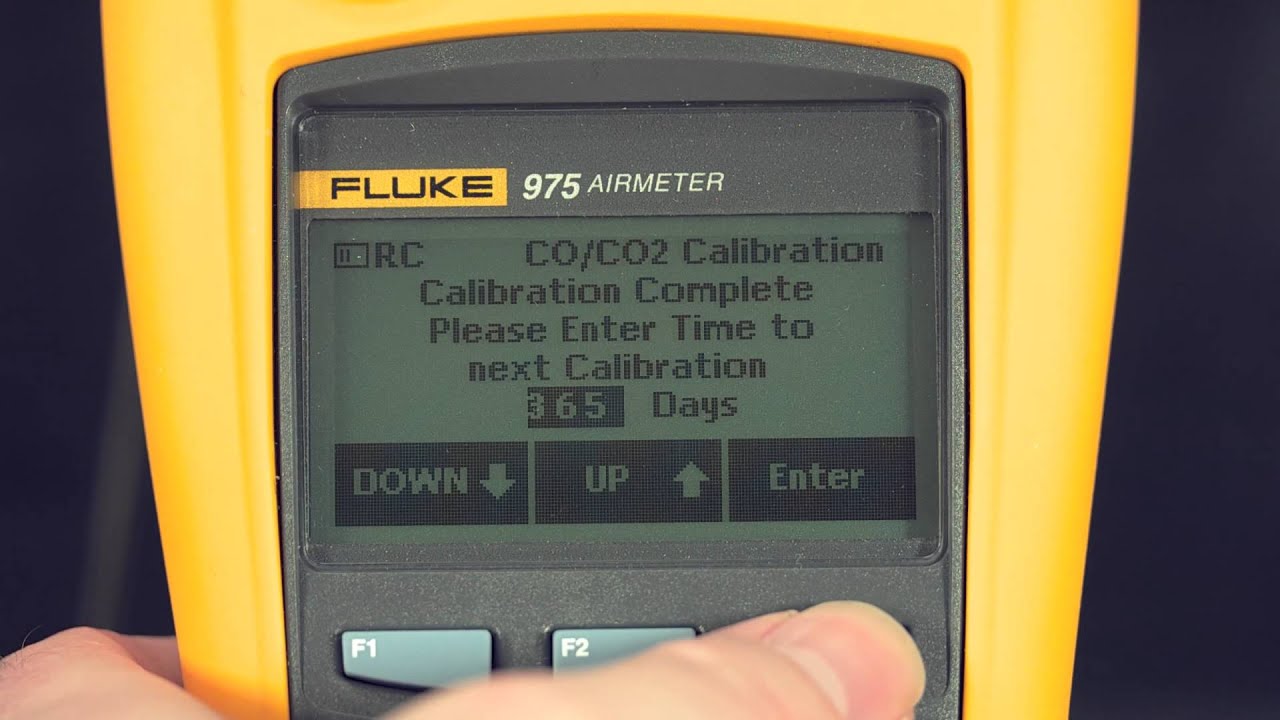 FLUKE 975 AIRMETER
RC CO/CO2 Calibration
Calibration Complete
Please Enter Time to
next Calibration
365 Days
DOWN UP Enter
F1 F2